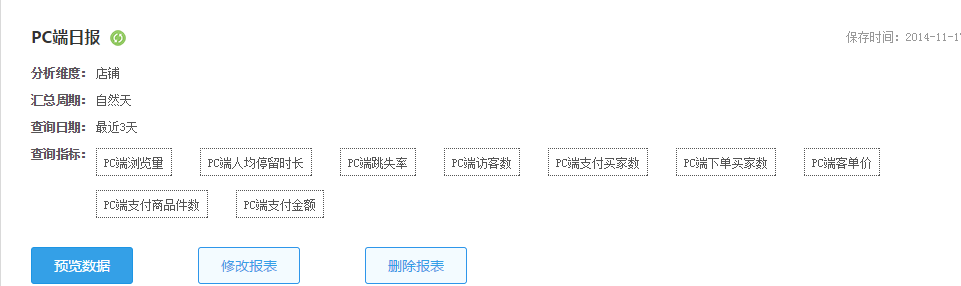 PC端日报 保存时间：2014-11-1
分析维度： 店铺
汇总周期： 自然天
查询日期： 最近3天
查询指标： PC端浏览量 PC端人均停留时长 PC端跳失率 PC端访客数 PC端支付买家数 PC端下单买家数 PC端客单价
PC端支付商品件数 PC端支付金额
预览数据 修改报表 删除报表